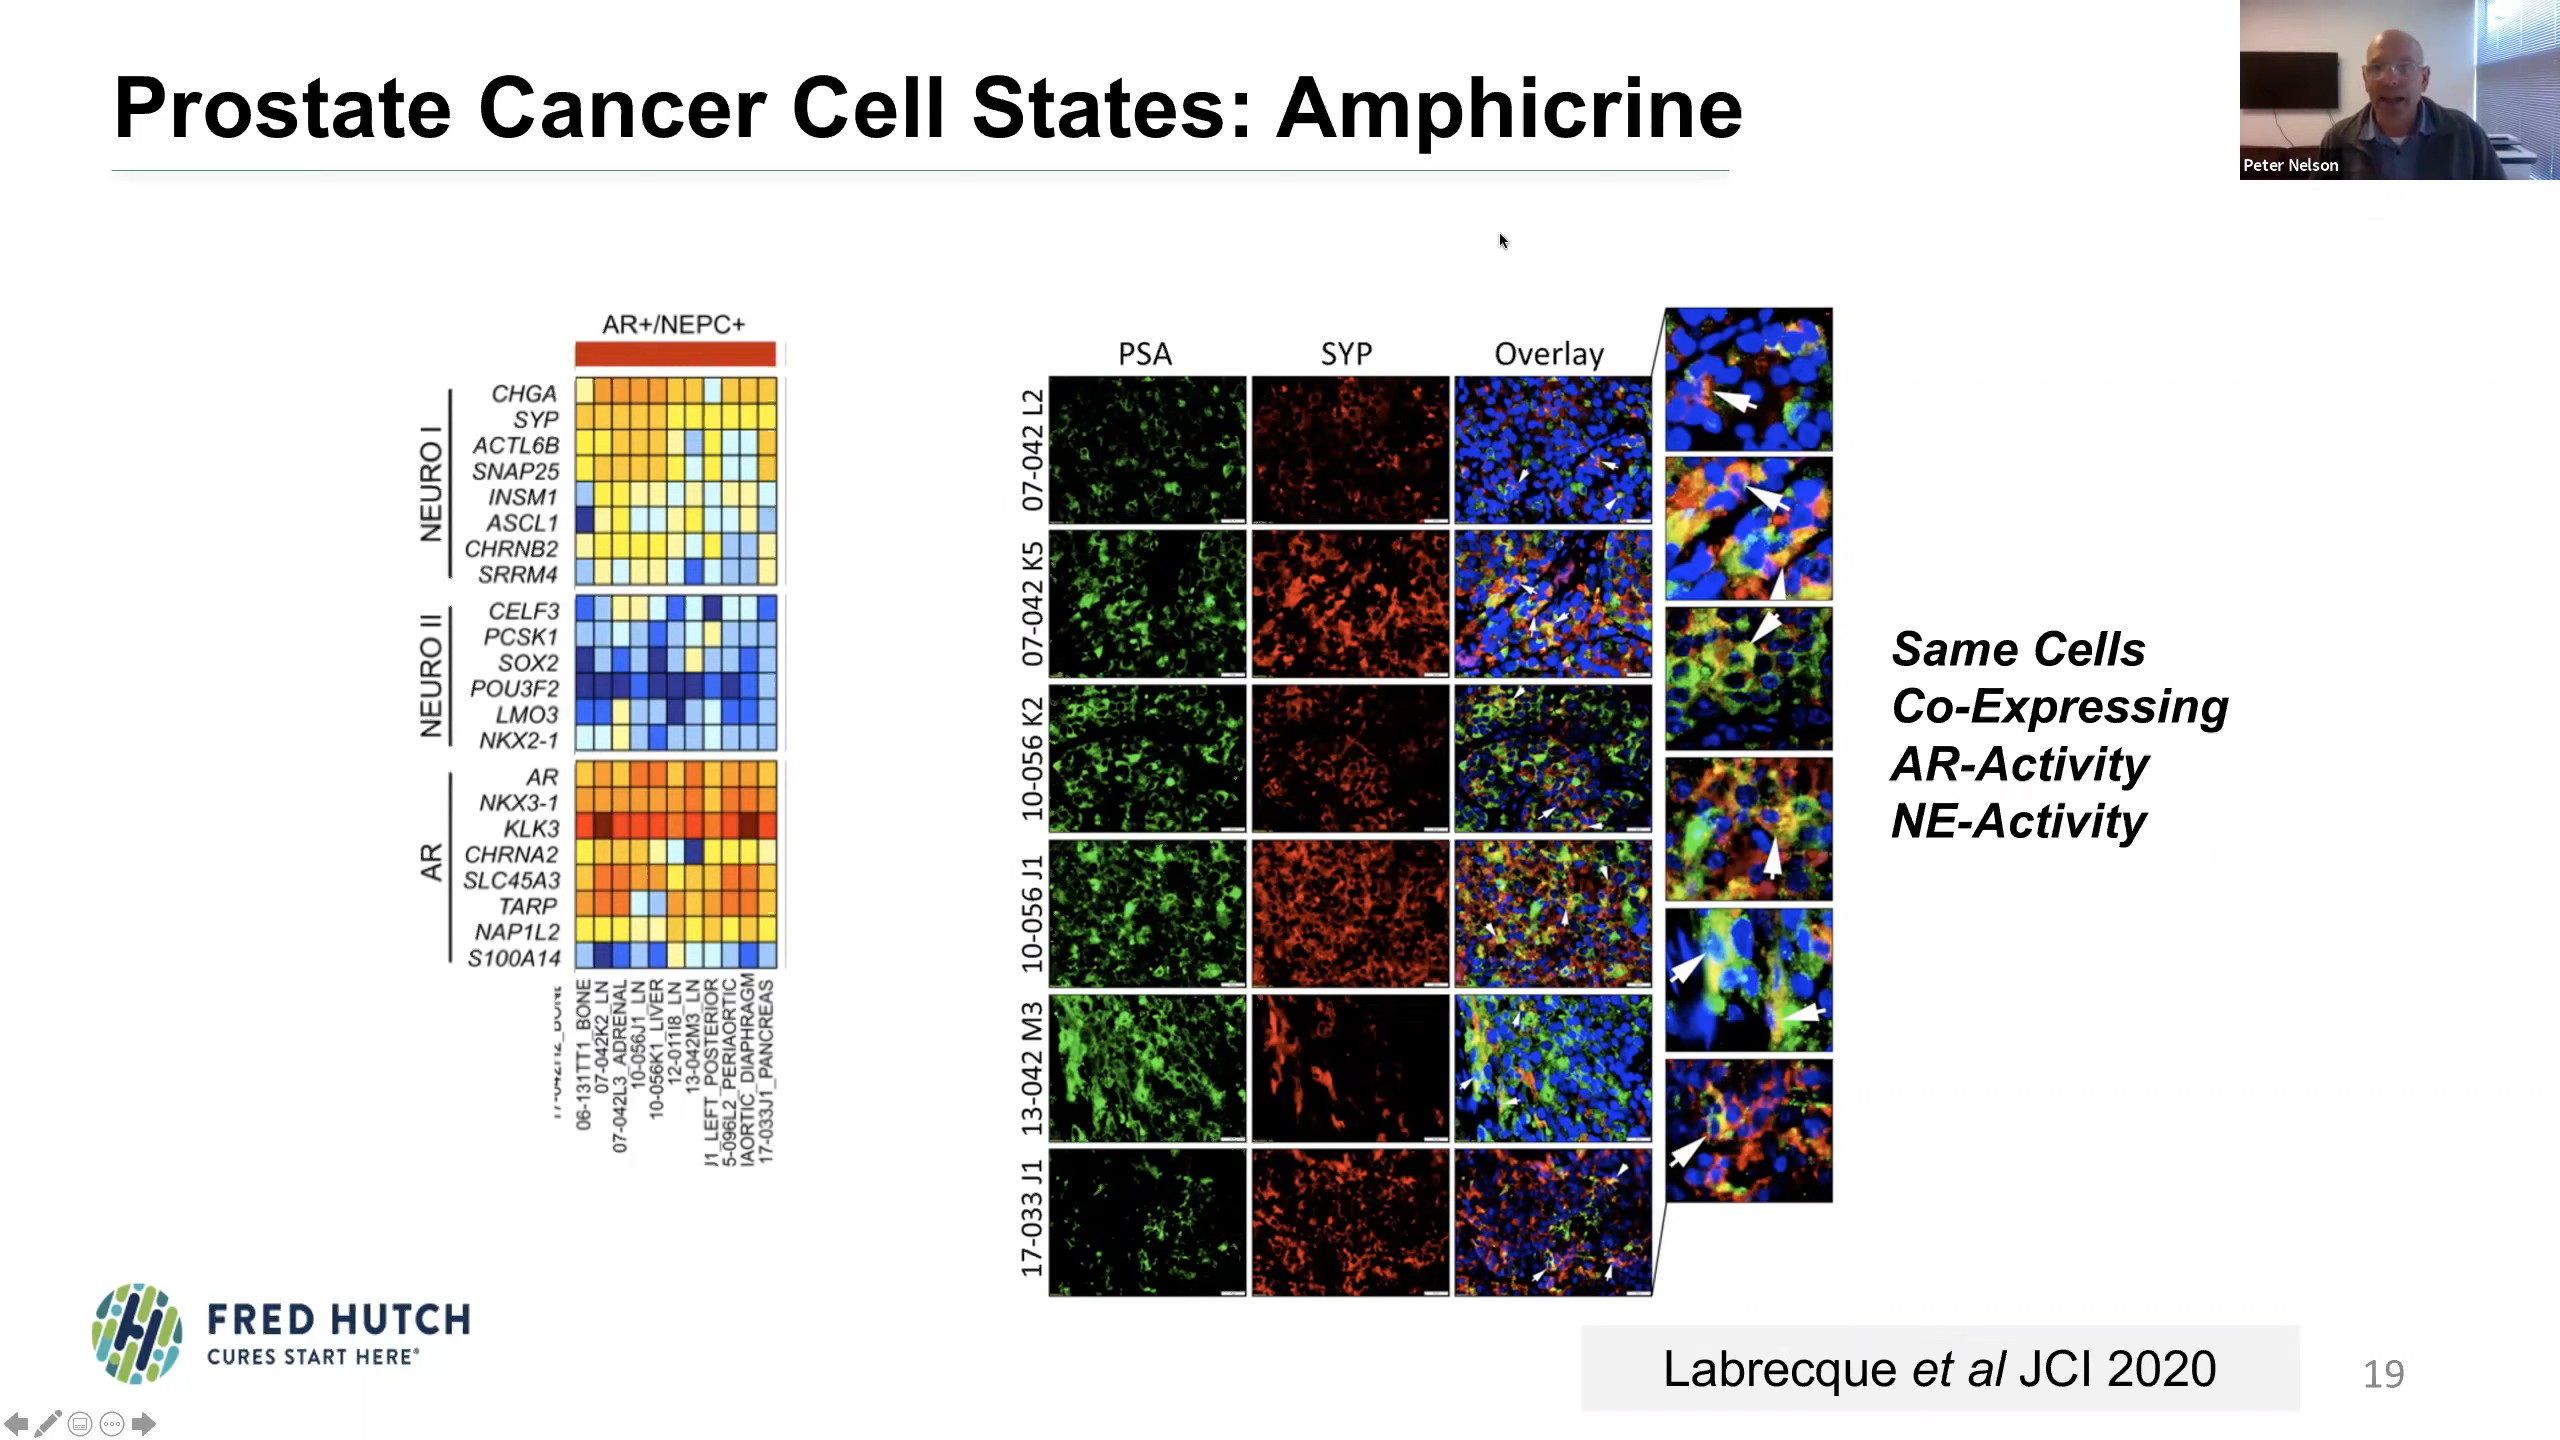 Prostate Cancer Cell States: Amphicrine
Peter Nelson
AR+/NEPC+
NEURO I
CHGA
SYP
ACTL6B
SNAP25
INSM1
ASCL1
CHRNB2
SRRM4
NEURO II
CELF3
PCSK1
SOX2
POU3F2
LMO3
NKX2-1
AR
AR
NKX3-1
KLK3
CHRNA2
SLC45A3
TARP
NAP1L2
S100A14
06-131TT1_BONE
07-042K2_LN
07-042L3_ADRENAL
10-056J1_LN
10-056K1_LIVER
12-011I8_LN
13-042M3_LN
J1_LEFT_POSTERIOR
5-096L2_PERIAORTIC
IAORTIC_DIAPHRAGM
17-033J1_PANCREAS
PSA SYP Overlay
07-042 L2
07-042 K5
10-056 K2
10-056 J1
13-042 M3
17-033 J1
Same Cells
Co-Expressing
AR-Activity
NE-Activity
FRED HUTCH
CURES START HERE®
Labrecque et al JCI 2020
19